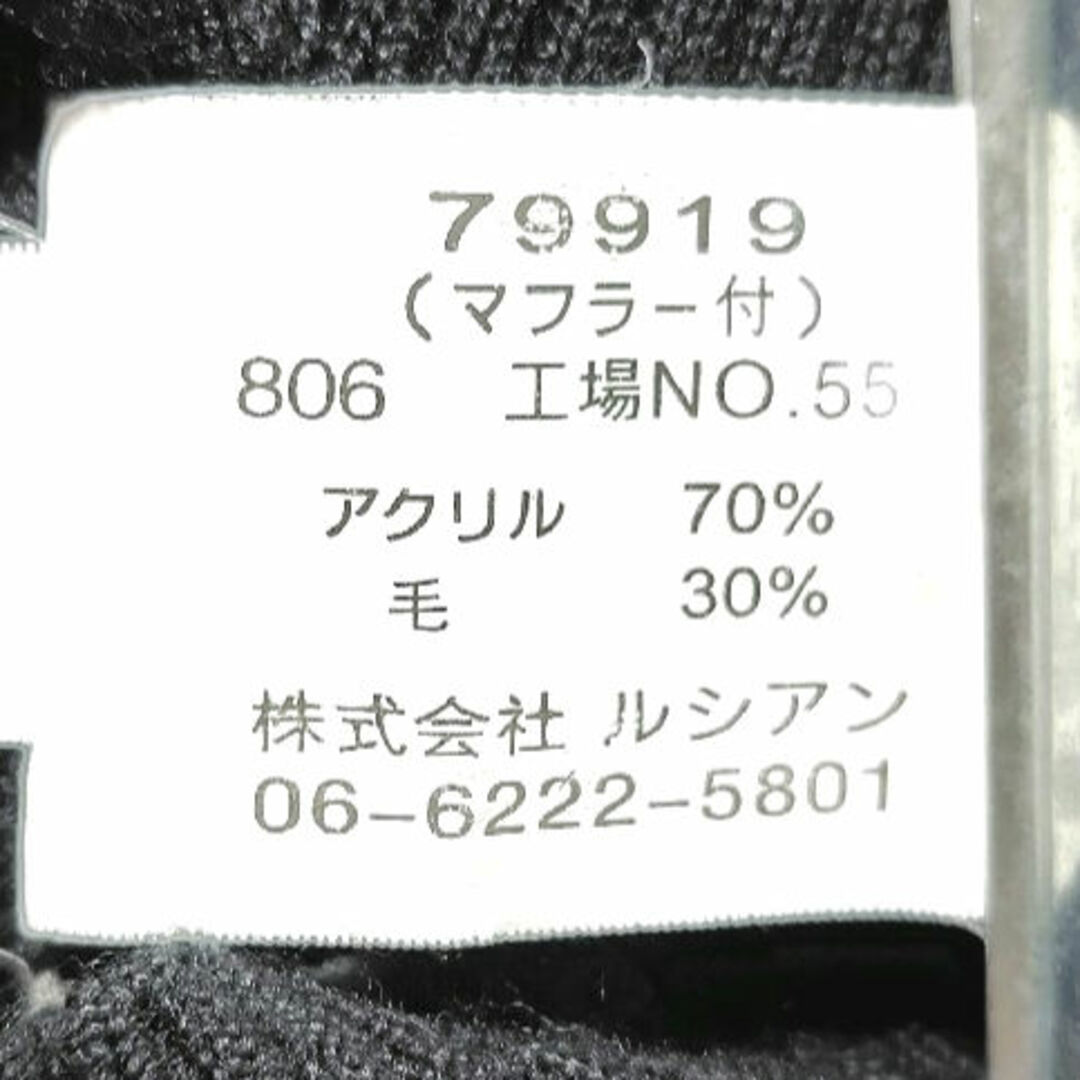 79919
(マフラー付)
806 工場NO.55
アクリル 70%
毛 30%
株式会社 ルシアン
06-6222-5801